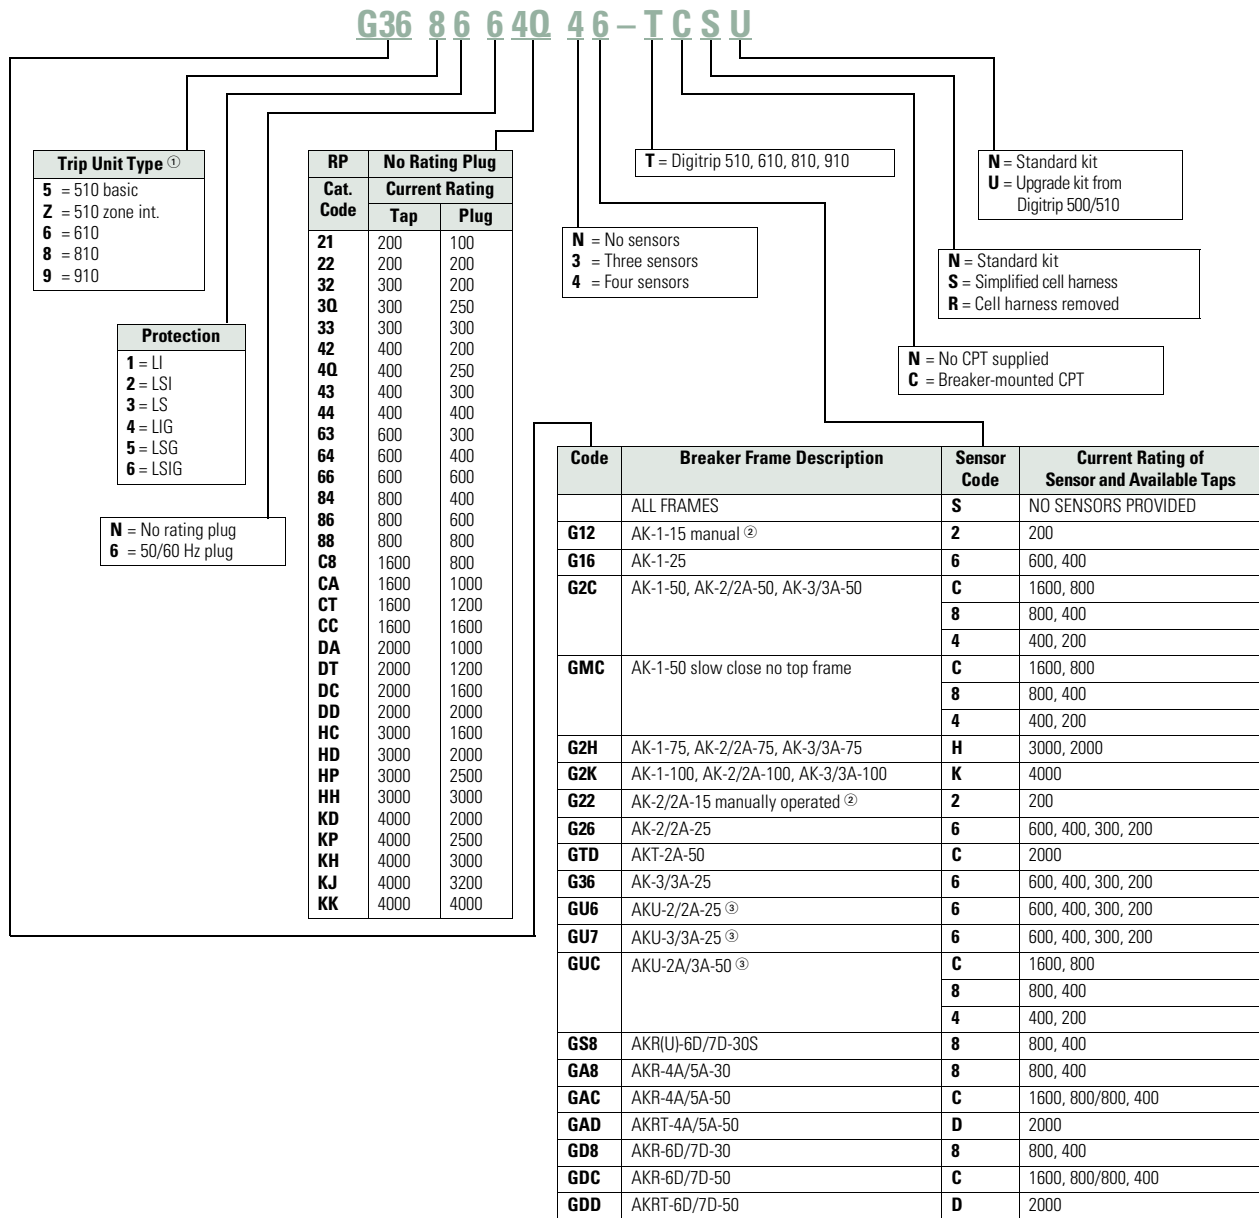 G36 8 6 6 4Q 4 6 – T C S U
Trip Unit Type ①
5 = 510 basic
Z = 510 zone int.
6 = 610
8 = 810
9 = 910
Protection
1 = LI
2 = LSI
3 = LS
4 = LIG
5 = LSG
6 = LSIG
N = No rating plug
6 = 50/60 Hz plug
RP No Rating Plug
Cat. Code Current Rating
Tap Plug
21 200 100
22 200 200
32 300 200
3Q 300 250
33 300 300
42 400 200
4Q 400 250
43 400 300
44 400 400
63 600 300
64 600 400
66 600 600
84 800 400
86 800 600
88 800 800
C8 1600 800
CA 1600 1000
CT 1600 1200
CC 1600 1600
DA 2000 1000
DT 2000 1200
DC 2000 1600
DD 2000 2000
HC 3000 1600
HD 3000 2000
HP 3000 2500
HH 3000 3000
KD 4000 2000
KP 4000 2500
KH 4000 3000
KJ 4000 3200
KK 4000 4000
T = Digitrip 510, 610, 810, 910
N = No sensors
3 = Three sensors
4 = Four sensors
N = Standard kit
U = Upgrade kit from
Digitrip 500/510
N = Standard kit
S = Simplified cell harness
R = Cell harness removed
N = No CPT supplied
C = Breaker-mounted CPT
Code Breaker Frame Description Sensor Code Current Rating of Sensor and Available Taps
ALL FRAMES S NO SENSORS PROVIDED
G12 AK-1-15 manual ② 2 200
G16 AK-1-25 6 600, 400
G2C AK-1-50, AK-2/2A-50, AK-3/3A-50 C 1600, 800
8 800, 400
4 400, 200
GMC AK-1-50 slow close no top frame C 1600, 800
8 800, 400
4 400, 200
G2H AK-1-75, AK-2/2A-75, AK-3/3A-75 H 3000, 2000
G2K AK-1-100, AK-2/2A-100, AK-3/3A-100 K 4000
G22 AK-2/2A-15 manually operated ② 2 200
G26 AK-2/2A-25 6 600, 400, 300, 200
GTD AKT-2A-50 C 2000
G36 AK-3/3A-25 6 600, 400, 300, 200
GU6 AKU-2/2A-25 ③ 6 600, 400, 300, 200
GU7 AKU-3/3A-25 ③ 6 600, 400, 300, 200
GUC AKU-2A/3A-50 ③ C 1600, 800
8 800, 400
4 400, 200
GS8 AKR(U)-6D/7D-30S 8 800, 400
GA8 AKR-4A/5A-30 8 800, 400
GAC AKR-4A/5A-50 C 1600, 800/800, 400
GAD AKRT-4A/5A-50 D 2000
GD8 AKR-6D/7D-30 8 800, 400
GDC AKR-6D/7D-50 C 1600, 800/800, 400
GDD AKRT-6D/7D-50 D 2000